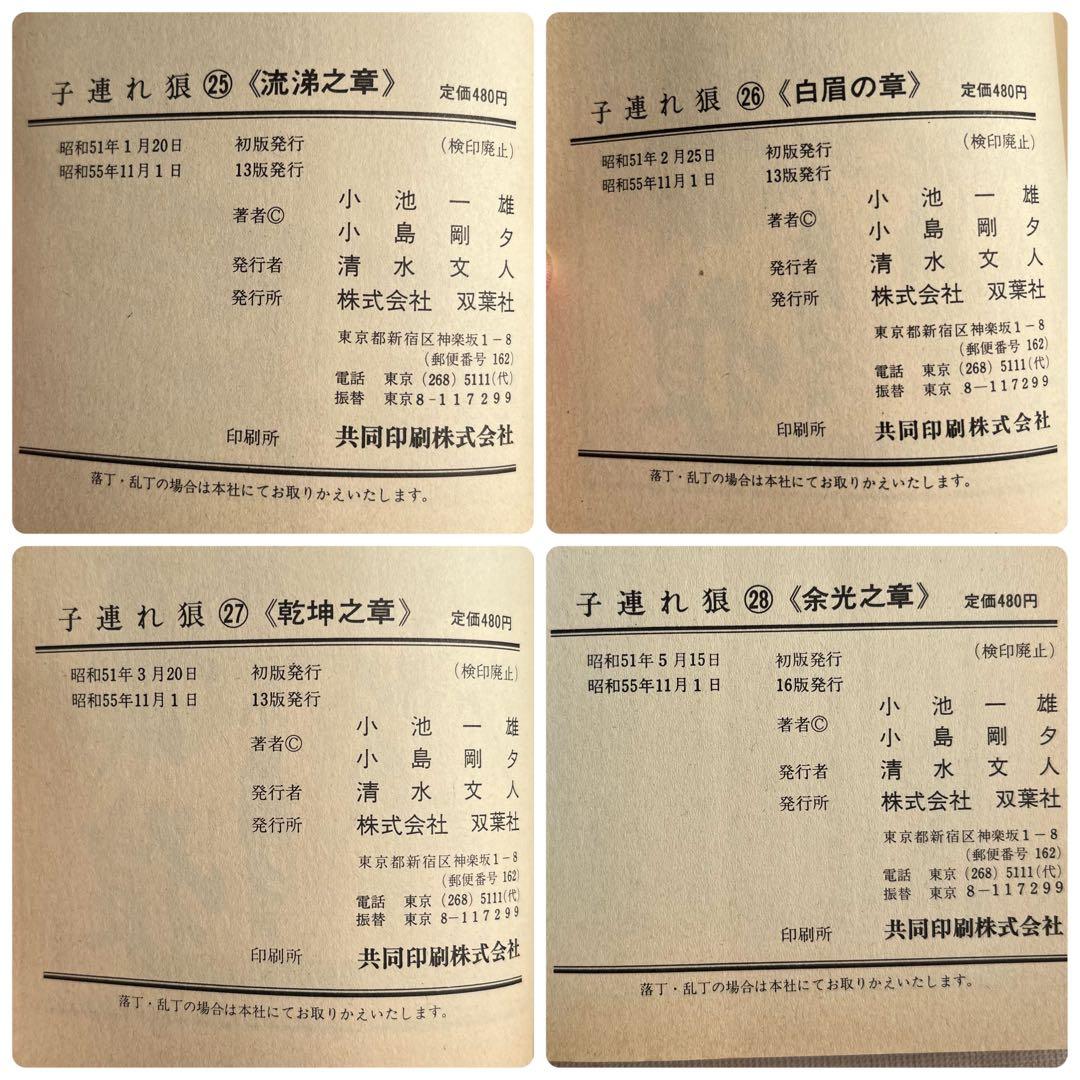 子連れ狼 ㉕ 《流涕之章》 定価480円
昭和51年1月20日 初版発行 (検印廃止)
昭和55年11月1日 13版発行
著者Ⓒ 小池一雄
小島剛夕
発行者 清水文人
発行所 株式会社 双葉社
東京都新宿区神楽坂1-8
(郵便番号 162)
電話 東京 (268) 5111(代)
振替 東京 8-117299
印刷所 共同印刷株式会社
落丁・乱丁の場合は本社にてお取りかえいたします。
子連れ狼 ㉖ 《白眉の章》 定価480円
昭和51年2月25日 初版発行 (検印廃止)
昭和55年11月1日 13版発行
著者Ⓒ 小池一雄
小島剛夕
発行者 清水文人
発行所 株式会社 双葉社
東京都新宿区神楽坂1-8
(郵便番号 162)
電話 東京 (268) 5111(代)
振替 東京 8-117299
印刷所 共同印刷株式会社
落丁・乱丁の場合は本社にてお取りかえいたします。
子連れ狼 ㉗ 《乾坤之章》 定価480円
昭和51年3月20日 初版発行 (検印廃止)
昭和55年11月1日 13版発行
著者Ⓒ 小池一雄
小島剛夕
発行者 清水文人
発行所 株式会社 双葉社
東京都新宿区神楽坂1-8
(郵便番号 162)
電話 東京 (268) 5111(代)
振替 東京 8-117299
印刷所 共同印刷株式会社
落丁・乱丁の場合は本社にてお取りかえいたします。
子連れ狼 ㉘ 《余光之章》 定価480円
昭和51年5月15日 初版発行 (検印廃止)
昭和55年11月1日 16版発行
著者Ⓒ 小池一雄
小島剛夕
発行者 清水文人
発行所 株式会社 双葉社
東京都新宿区神楽坂1-8
(郵便番号 162)
電話 東京 (268) 5111(代)
振替 東京 8-117299
印刷所 共同印刷株式会社
落丁・乱丁の場合は本社にてお取りかえいたします。